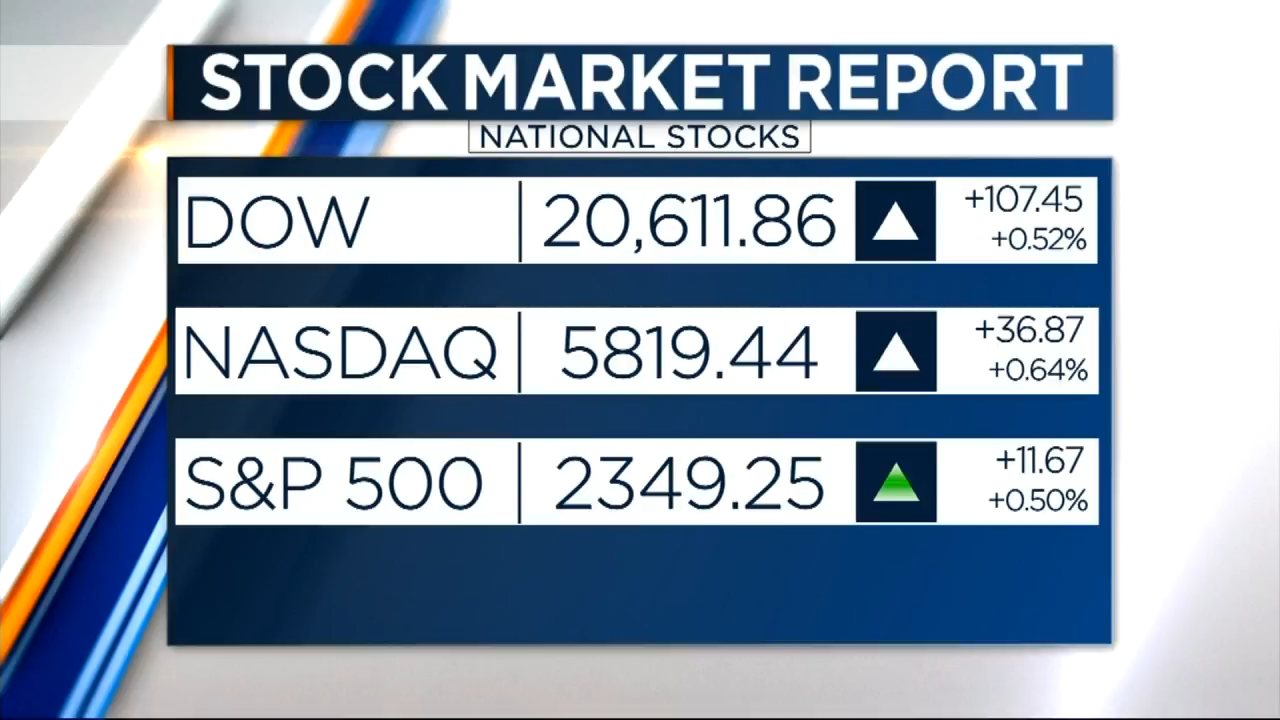 STOCK MARKET REPORT
NATIONAL STOCKS
DOW 20,611.86 +107.45
+0.52%
NASDAQ 5819.44 +36.87
+0.64%
S&P 500 2349.25 +11.67
+0.50%